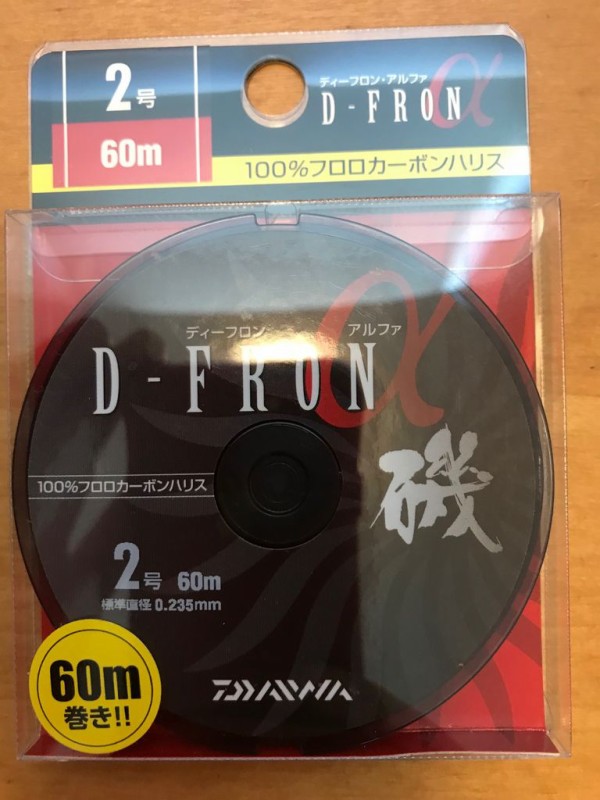 2号
60m
ディーフロン・アルファ
D-FRON α
100%フロロカーボンハリス
ディーフロン アルファ
D-FRON α
100%フロロカーボンハリス
磯
2号 60m
標準直径 0.235mm
60m
巻き!!
DAIWA